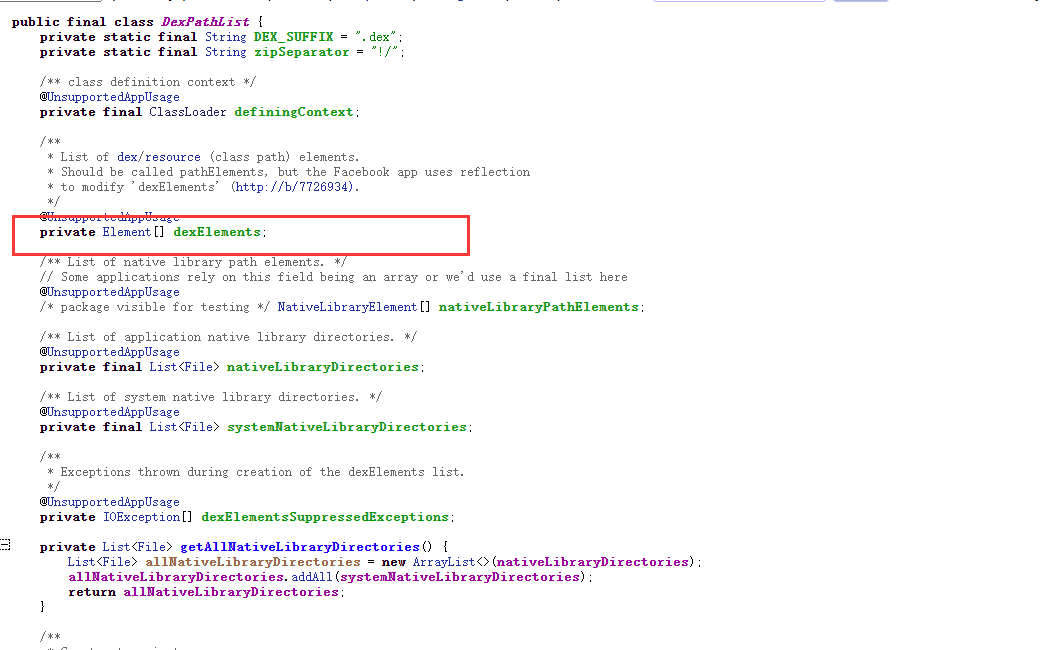 public final class DexPathList {
    private static final String DEX_SUFFIX = ".dex";
    private static final String zipSeparator = "!/";

    /** class definition context */
    @UnsupportedAppUsage
    private final ClassLoader definingContext;

    /**
     * List of dex/resource (class path) elements.
     * Should be called pathElements, but the Facebook app uses reflection
     * to modify 'dexElements' (http://b/7726934).
     */
    @UnsupportedAppUsage
    private Element[] dexElements;

    /** List of native library path elements. */
    // Some applications rely on this field being an array or we'd use a final list here
    @UnsupportedAppUsage
    /* package visible for testing */ NativeLibraryElement[] nativeLibraryPathElements;

    /** List of application native library directories. */
    @UnsupportedAppUsage
    private final List<File> nativeLibraryDirectories;

    /** List of system native library directories. */
    @UnsupportedAppUsage
    private final List<File> systemNativeLibraryDirectories;

    /**
     * Exceptions thrown during creation of the dexElements list.
     */
    @UnsupportedAppUsage
    private IOException[] dexElementsSuppressedExceptions;

    private List<File> getAllNativeLibraryDirectories() {
        List<File> allNativeLibraryDirectories = new ArrayList<>(nativeLibraryDirectories);
        allNativeLibraryDirectories.addAll(systemNativeLibraryDirectories);
        return allNativeLibraryDirectories;
    }

    /**